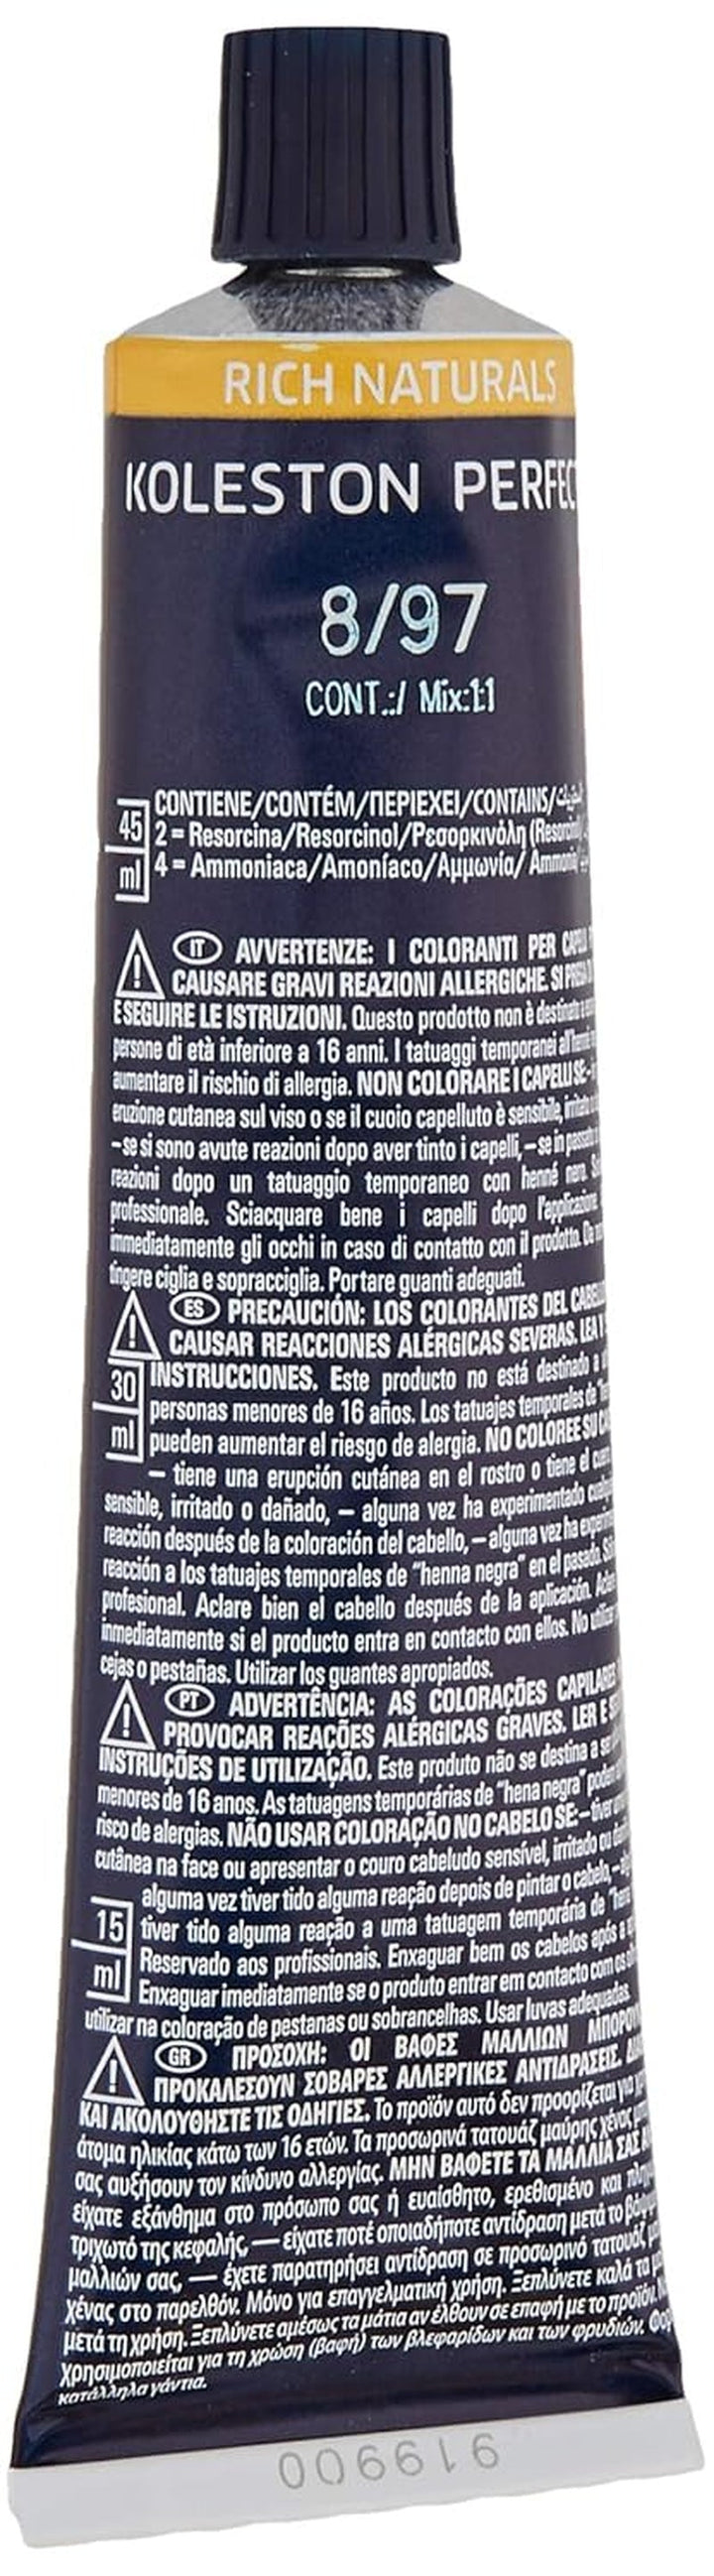 RICH NATURALS
KOLESTON PERFEC
8/97
CONT.:/ Mix:1:1
45
ml
CONTIENE/CONTÉM/ΠΕΡΙΕΧΕΙ/CONTAINS/
2 = Resorcina/Resorcinol/Ρεσορκινόλη (Resorcinol)
4 = Ammoniaca/Amoníaco/Αμμωνία/ Ammonia
IT AVVERTENZE: I COLORANTI PER CAPELLI
CAUSARE GRAVI REAZIONI ALLERGICHE. SI PREGA DI
E SEGUIRE LE ISTRUZIONI. Questo prodotto non è destinato a
persone di età inferiore a 16 anni. I tatuaggi temporanei all'henné
aumentare il rischio di allergia. NON COLORARE I CAPELLI SE: –
eruzione cutanea sul viso o se il cuoio capelluto è sensibile, irritato
– se si sono avute reazioni dopo aver tinto i capelli, – se in passato
reazioni dopo un tatuaggio temporaneo con henné nero.
professionale. Sciacquare bene i capelli dopo l'applicazione.
immediatamente gli occhi in caso di contatto con il prodotto.
tingere ciglia e sopracciglia. Portare guanti adeguati.
ES PRECAUCIÓN: LOS COLORANTES DEL CABELLO
CAUSAR REACCIONES ALÉRGICAS SEVERAS. LEA Y
INSTRUCCIONES. Este producto no está destinado a
30
ml
personas menores de 16 años. Los tatuajes temporales de
pueden aumentar el riesgo de alergia. NO COLOREE SU
– tiene una erupción cutánea en el rostro o tiene el
sensible, irritado o dañado, – alguna vez ha experimentado
reacción después de la coloración del cabello, – alguna vez ha
reacción a los tatuajes temporales de "henna negra" en el pasado.
profesional. Aclare bien el cabello después de la aplicación.
inmediatamente si el producto entra en contacto con ellos. No utilizar
cejas o pestañas. Utilizar los guantes apropiados.
PT ADVERTÊNCIA: AS COLORAÇÕES CAPILARES
PROVOCAR REAÇÕES ALÉRGICAS GRAVES. LER E
INSTRUÇÕES DE UTILIZAÇÃO. Este produto não se destina a
menores de 16 anos. As tatuagens temporárias de "hena negra" podem
risco de alergias. NÃO USAR COLORAÇÃO NO CABELO SE: – tiver
cutânea na face ou apresentar o couro cabeludo sensível, irritado ou
alguma vez tiver tido alguma reação depois de pintar o cabelo, –
15
ml
tiver tido alguma reação a uma tatuagem temporária de
Reservado aos profissionais. Enxaguar bem os cabelos após a
Enxaguar imediatamente se o produto entrar em contacto com os
utilizar na coloração de pestanas ou sobrancelhas. Usar luvas adequadas.
GR ΠΡΟΣΟΧΗ: ΟΙ ΒΑΦΕΣ ΜΑΛΛΙΩΝ ΜΠΟΡΟΥΝ
ΠΡΟΚΑΛΕΣΟΥΝ ΣΟΒΑΡΕΣ ΑΛΛΕΡΓΙΚΕΣ ΑΝΤΙΔΡΑΣΕΙΣ.
ΚΑΙ ΑΚΟΛΟΥΘΗΣΤΕ ΤΙΣ ΟΔΗΓΙΕΣ. Το προϊόν αυτό δεν προορίζεται για
άτομα ηλικίας κάτω των 16 ετών. Τα προσωρινά τατουάζ μαύρης χένας
σας αυξήσουν τον κίνδυνο αλλεργίας. ΜΗΝ ΒΑΦΕΤΕ ΤΑ ΜΑΛΛΙΑ ΣΑΣ
είχατε εξάνθημα στο πρόσωπο σας ή ευαίσθητο, ερεθισμένο και
τριχωτό της κεφαλής, — είχατε ποτέ οποιαδήποτε αντίδραση μετά το
μαλλιών σας, — έχετε παρατηρήσει αντίδραση σε προσωρινό τατουάζ
χένας στο παρελθόν. Μόνο για επαγγελματική χρήση. Ξεπλύνετε καλά τα
μετά τη χρήση. Ξεπλύνετε αμέσως τα μάτια αν έλθουν σε επαφή με το προϊόν.
Χρησιμοποιείται για τη χρώση (βαφή) των βλεφαρίδων και των φρυδιών.
κατάλληλα γάντια.
919900